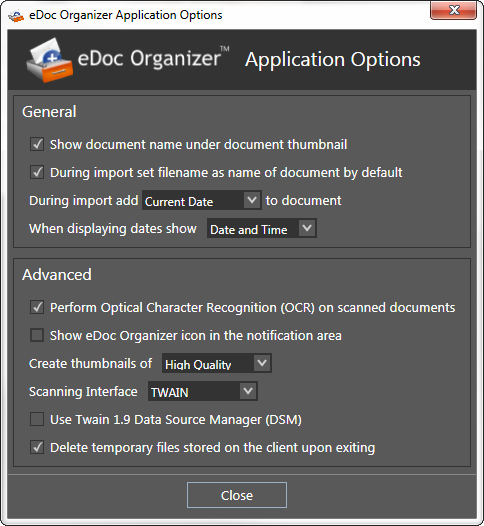 eDoc Organizer Application Options
eDoc Organizer™ Application Options
General
Show document name under document thumbnail
During import set filename as name of document by default
During import add Current Date to document
When displaying dates show Date and Time
Advanced
Perform Optical Character Recognition (OCR) on scanned documents
Show eDoc Organizer icon in the notification area
Create thumbnails of High Quality
Scanning Interface TWAIN
Use Twain 1.9 Data Source Manager (DSM)
Delete temporary files stored on the client upon exiting
Close